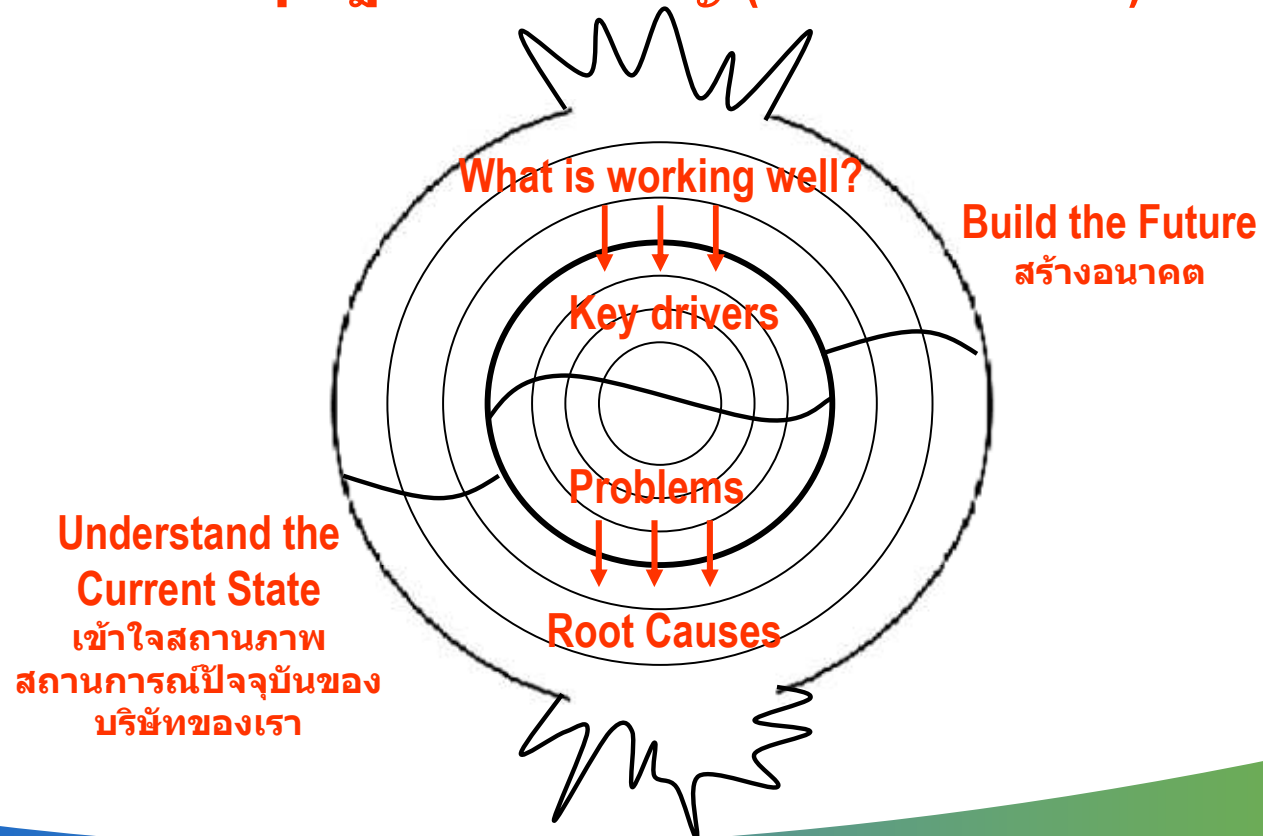 What is working well?
Build the Future
สร้างอนาคต
Key drivers
Problems
Understand the
Current State
เข้าใจสถานภาพ
สถานการณ์ปัจจุบันของ
บริษัทของเรา
Root Causes